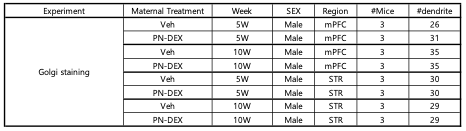 Experiment Maternal Treatment Week SEX Region #Mice #dendrite
Veh 5W Male mPFC 3 26
PN-DEX 5W Male mPFC 3 31
Veh 10W Male mPFC 3 35
PN-DEX 10W Male mPFC 3 35
Golgi staining
Veh 5W Male STR 3 30
PN-DEX 5W Male STR 3 30
Veh 10W Male STR 3 29
PN-DEX 10W Male STR 3 29